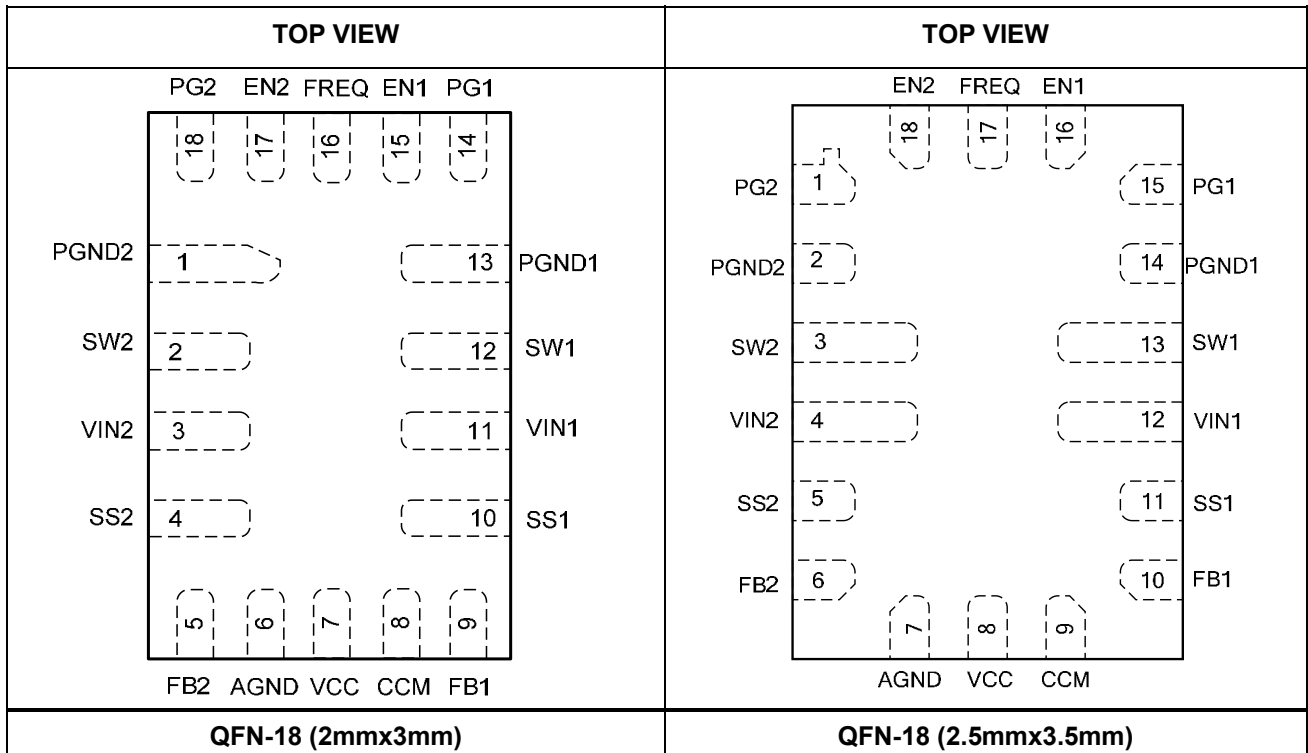 TOP VIEW
PG2 EN2 FREQ EN1 PG1
18 17 16 15 14
PGND2 1 13 PGND1
SW2 2 12 SW1
VIN2 3 11 VIN1
SS2 4 10 SS1
5 6 7 8 9
FB2 AGND VCC CCM FB1
QFN-18 (2mmx3mm)
TOP VIEW
EN2 FREQ EN1
18 17 16
PG2 1 15 PG1
PGND2 2 14 PGND1
SW2 3 13 SW1
VIN2 4 12 VIN1
SS2 5 11 SS1
FB2 6 10 FB1
7 8 9
AGND VCC CCM
QFN-18 (2.5mmx3.5mm)